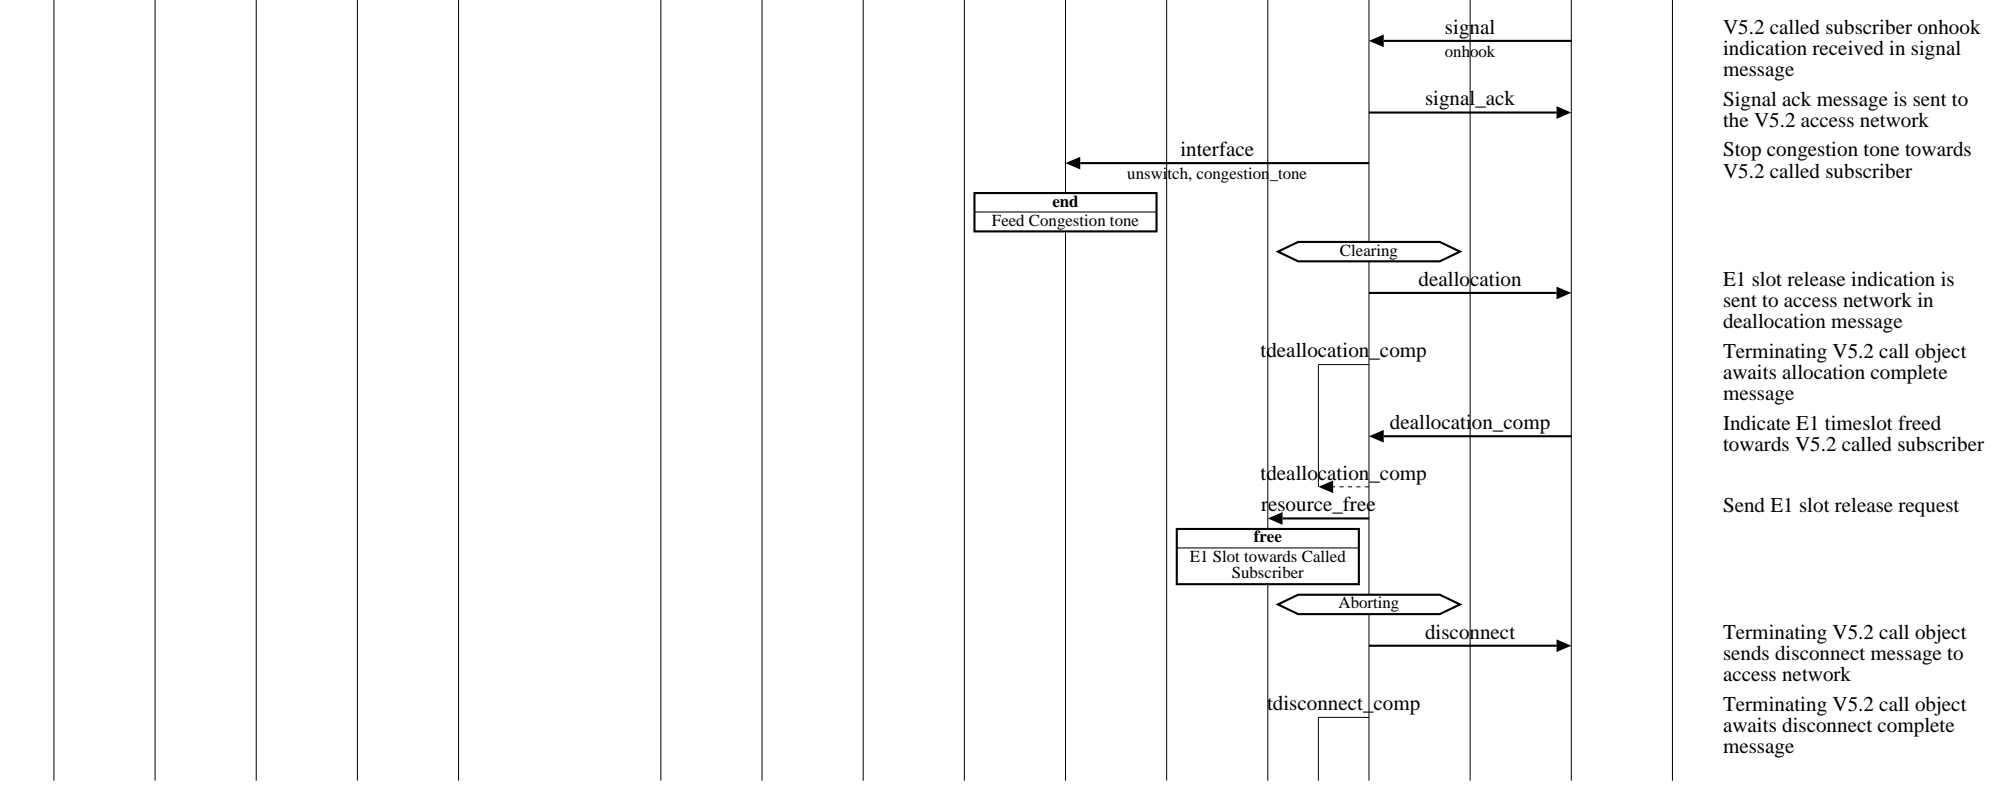 signal
onhook
V5.2 called subscriber onhook
indication received in signal
message
signal_ack
Signal ack message is sent to
the V5.2 access network
interface
unswitch, congestion_tone
Stop congestion tone towards
V5.2 called subscriber
end
Feed Congestion tone
Clearing
deallocation
E1 slot release indication is
sent to access network in
deallocation message
tdeallocation_comp
Terminating V5.2 call object
awaits allocation complete
message
deallocation_comp
Indicate E1 timeslot freed
towards V5.2 called subscriber
tdeallocation_comp
resource_free
Send E1 slot release request
free
E1 Slot towards Called
Subscriber
Aborting
disconnect
Terminating V5.2 call object
sends disconnect message to
access network
tdisconnect_comp
Terminating V5.2 call object
awaits disconnect complete
message